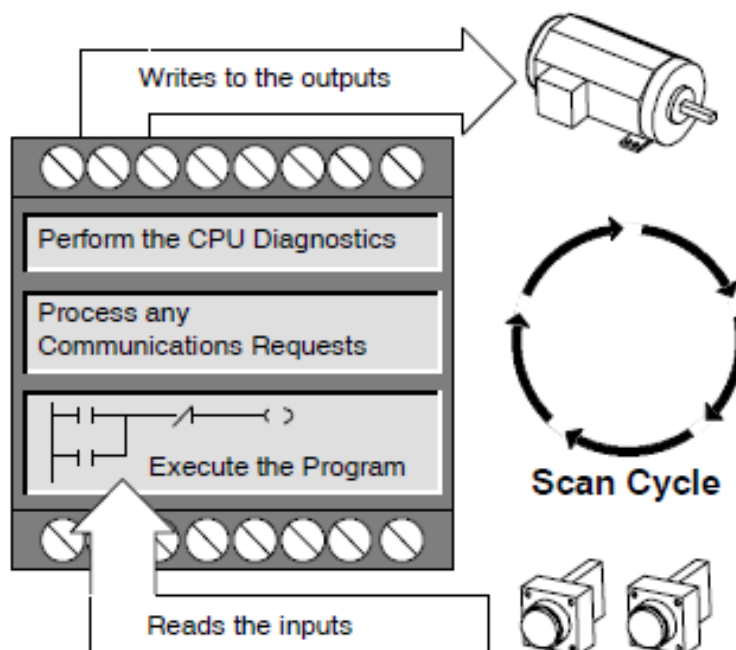 Writes to the outputs
Perform the CPU Diagnostics
Process any
Communications Requests
Execute the Program
Scan Cycle
Reads the inputs